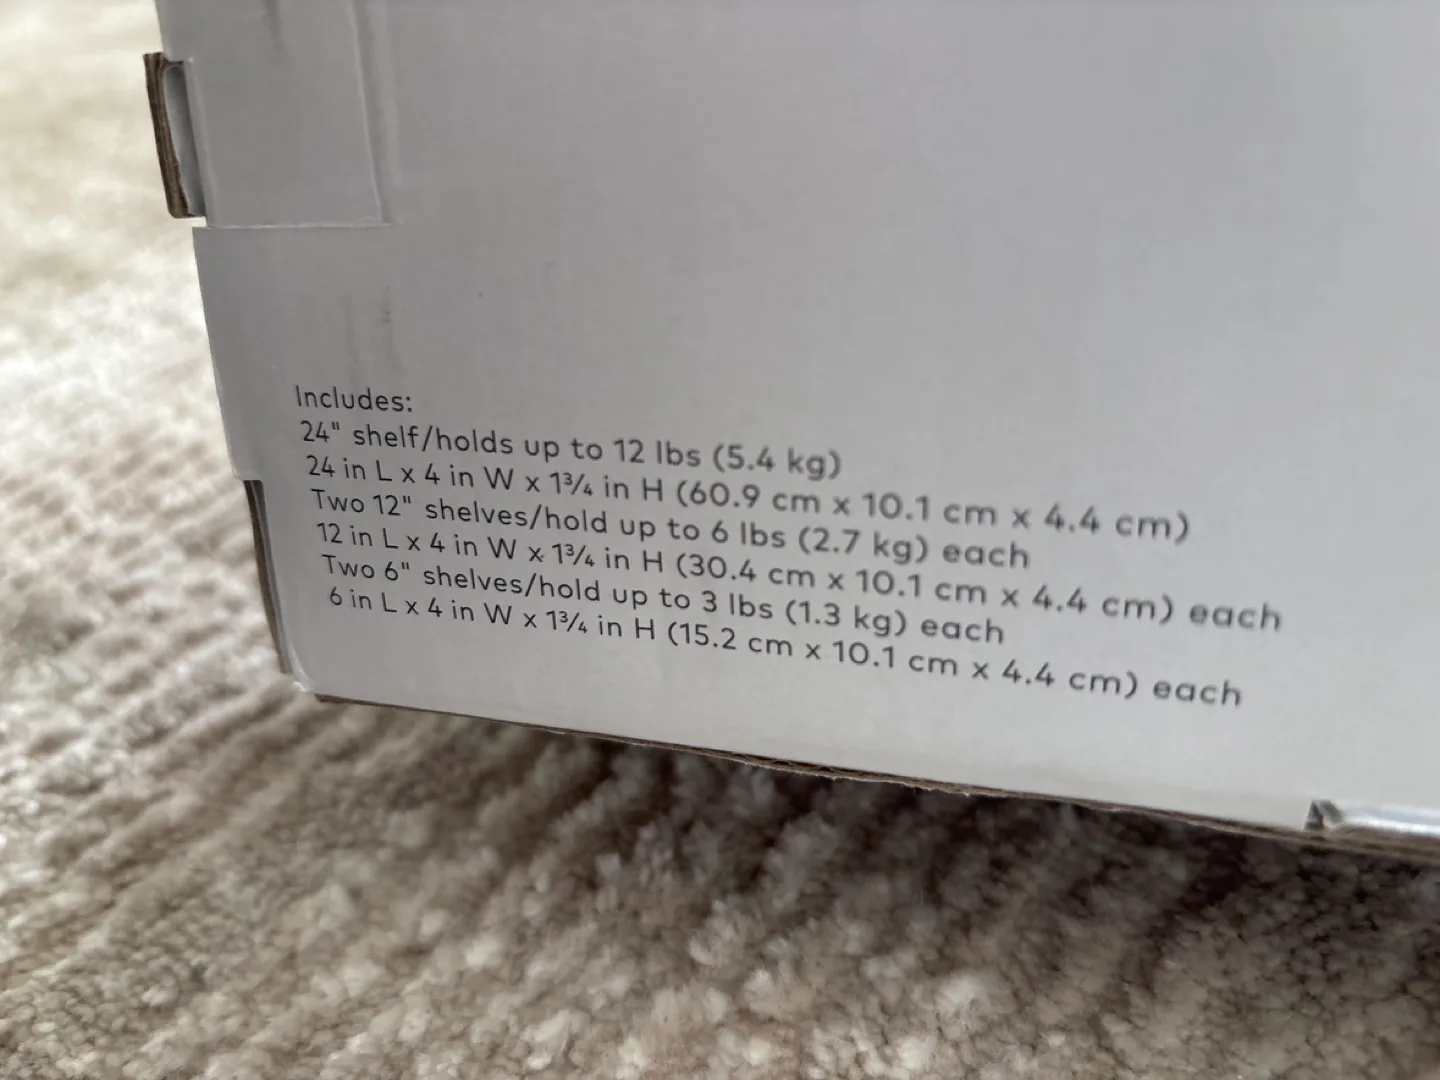 Includes:
24" shelf/holds up to 12 lbs (5.4 kg)
24 in L x 4 in W x 1¾ in H (60.9 cm x 10.1 cm x 4.4 cm)
Two 12" shelves/hold up to 6 lbs (2.7 kg) each
12 in L x 4 in W x 1¾ in H (30.4 cm x 10.1 cm x 4.4 cm) each
Two 6" shelves/hold up to 3 lbs (1.3 kg) each
6 in L x 4 in W x 1¾ in H (15.2 cm x 10.1 cm x 4.4 cm) each